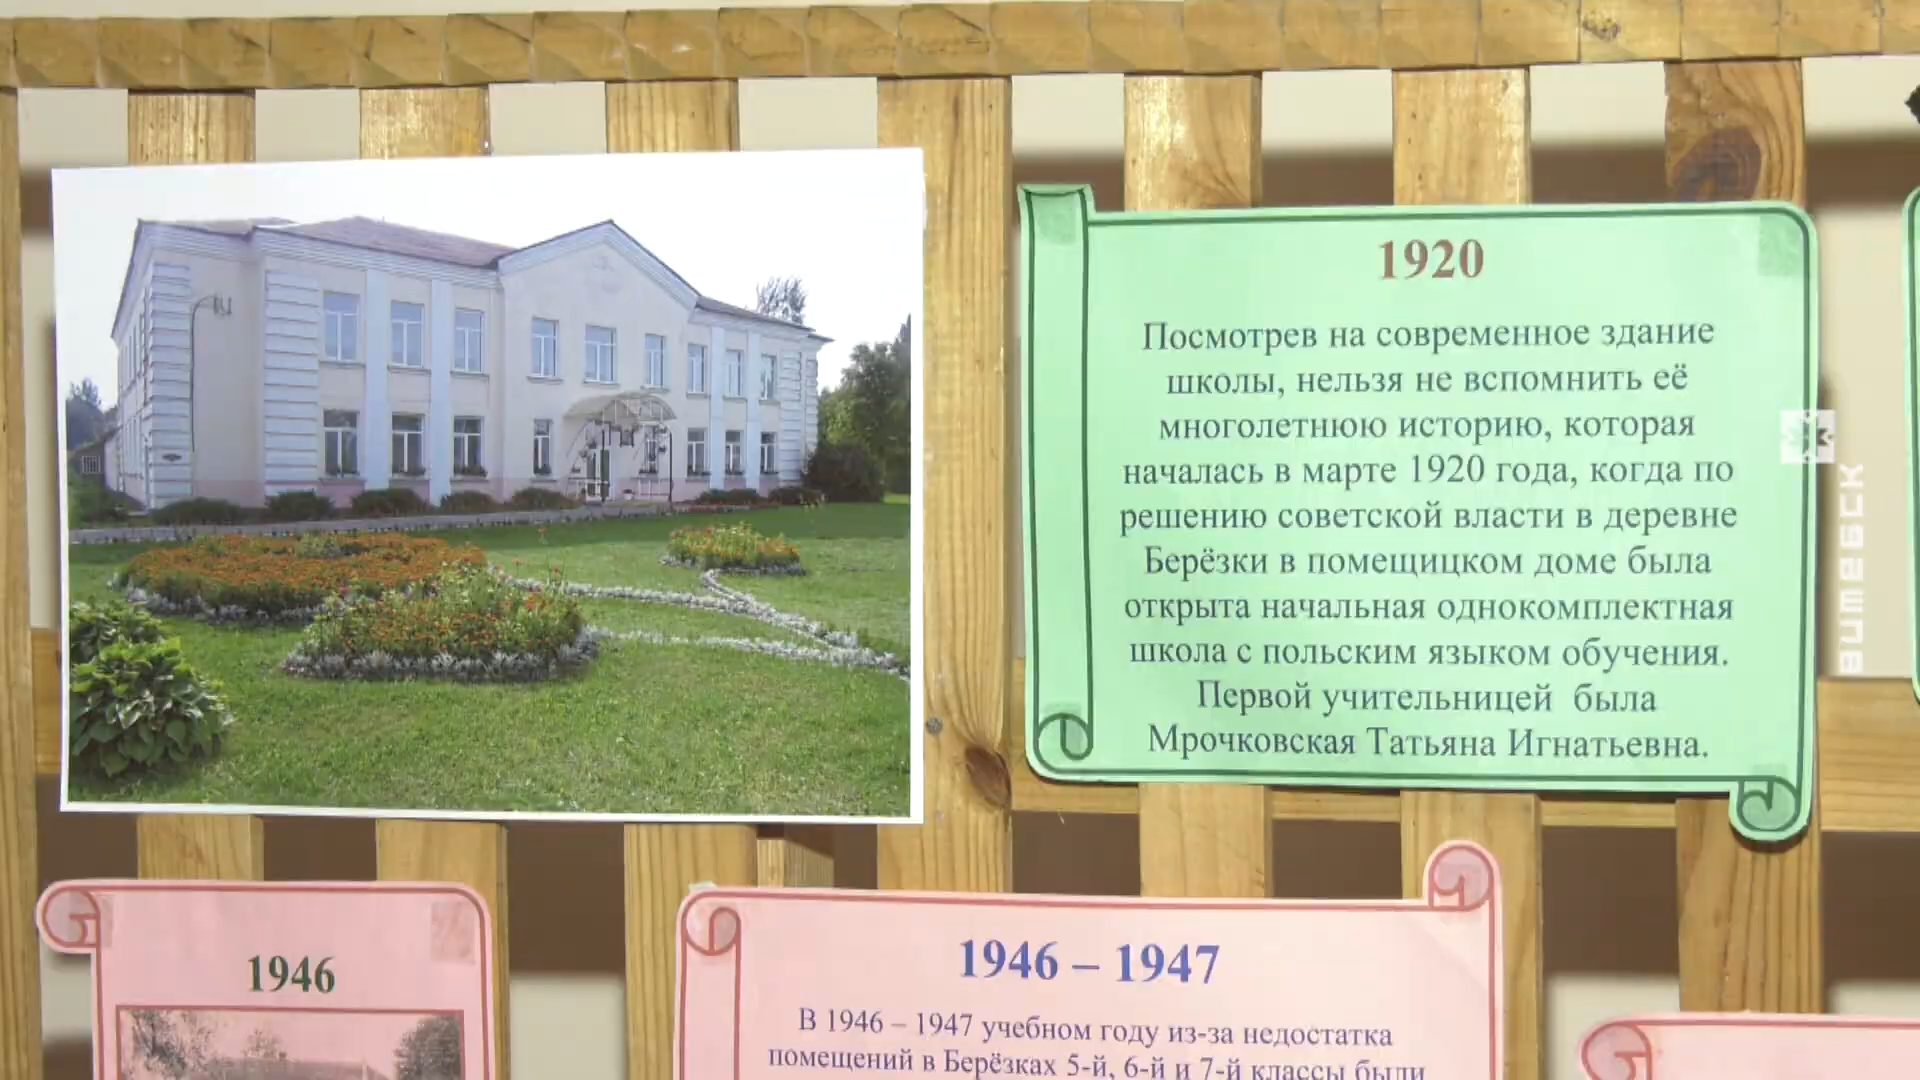 1920
Посмотрев на современное здание
школы, нельзя не вспомнить её
многолетнюю историю, которая
началась в марте 1920 года, когда по
решению советской власти в деревне
Берёзки в помещицком доме была
открыта начальная однокомплектная
школа с польским языком обучения.
Первой учительницей была
Мрочковская Татьяна Игнатьевна.
витебск
1946
1946 – 1947
В 1946 – 1947 учебном году из-за недостатка
помещений в Берёзках 5-й, 6-й и 7-й классы были